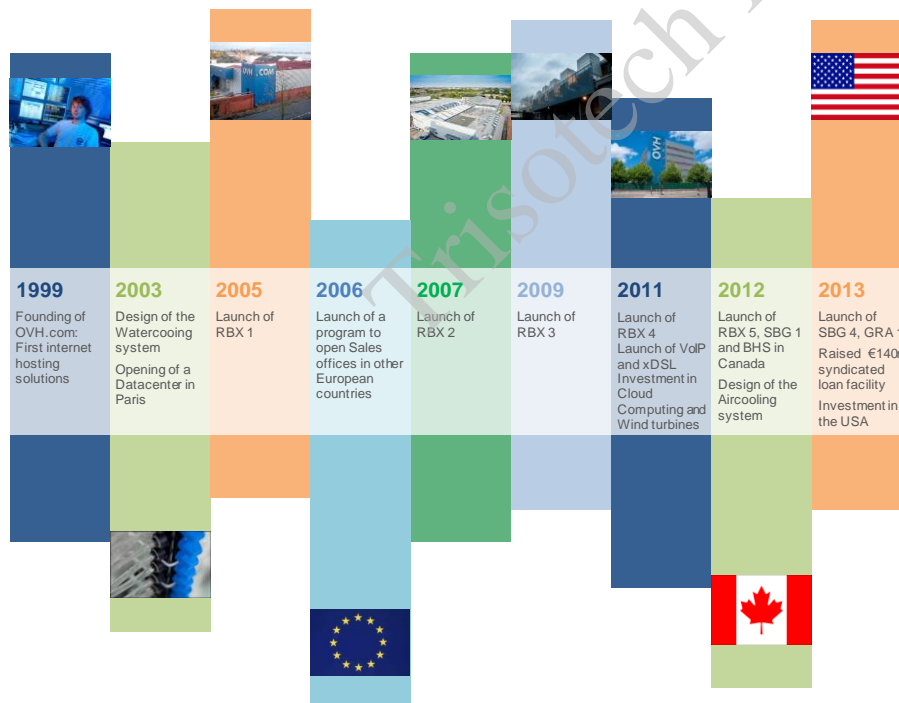 1999
Founding of
OVH.com:
First internet
hosting
solutions
2003
Design of the
Watercooing
system
Opening of a
Datacenter in
Paris
2005
Launch of
RBX 1
2006
Launch of a
program to
open Sales
offices in other
European
countries
2007
Launch of
RBX 2
2009
Launch of
RBX 3
2011
Launch of
RBX 4
Launch of VoIP
and xDSL
Investment in
Cloud
Computing and
Wind turbines
2012
Launch of
RBX 5, SBG 1
and BHS in
Canada
Design of the
Aircooling
system
2013
Launch of
SBG 4, GRA 1
Raised €140
syndicated
loan facility
Investment in
the USA
OVH.COM
OVH
Trisotech